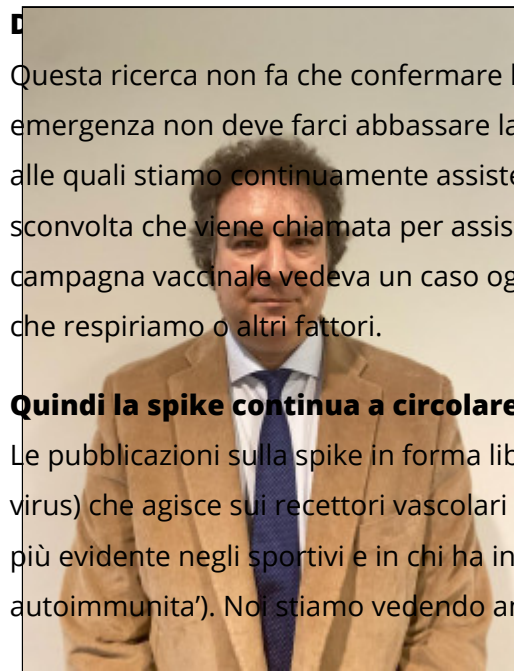 D
Questa ricerca non fa che confermare l
emergenza non deve farci abbassare la
alle quali stiamo continuamente assiste
sconvolta che viene chiamata per assis
campagna vaccinale vedeva un caso og
che respiriamo o altri fattori.
Quindi la spike continua a circolare
Le pubblicazioni sulla spike in forma lib
virus) che agisce sui recettori vascolari
più evidente negli sportivi e in chi ha in
autoimmunita’). Noi stiamo vedendo an